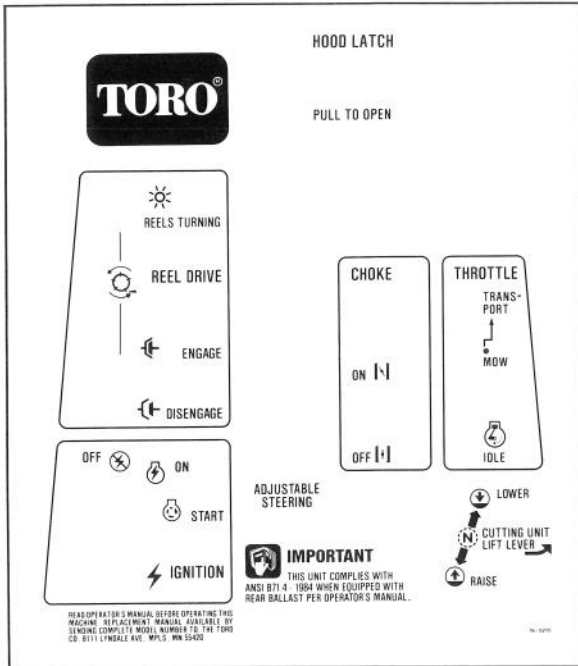 HOOD LATCH
TORO®
PULL TO OPEN
REELS TURNING
REEL DRIVE
ENGAGE
DISENGAGE
CHOKE
ON
OFF
THROTTLE
TRANS-
PORT
MOW
IDLE
OFF
ON
START
IGNITION
ADJUSTABLE
STEERING
LOWER
N
CUTTING UNIT
LIFT LEVER
RAISE
IMPORTANT
THIS UNIT COMPLIES WITH
ANSI B71.4 - 1984 WHEN EQUIPPED WITH
REAR BALLAST PER OPERATOR'S MANUAL.
READ OPERATOR'S MANUAL BEFORE OPERATING THIS
MACHINE. REPLACEMENT MANUAL AVAILABLE BY
SENDING COMPLETE MODEL NUMBER TO: THE TORO
CO. 8111 LYNDALE AVE. MPLS. MN 55420